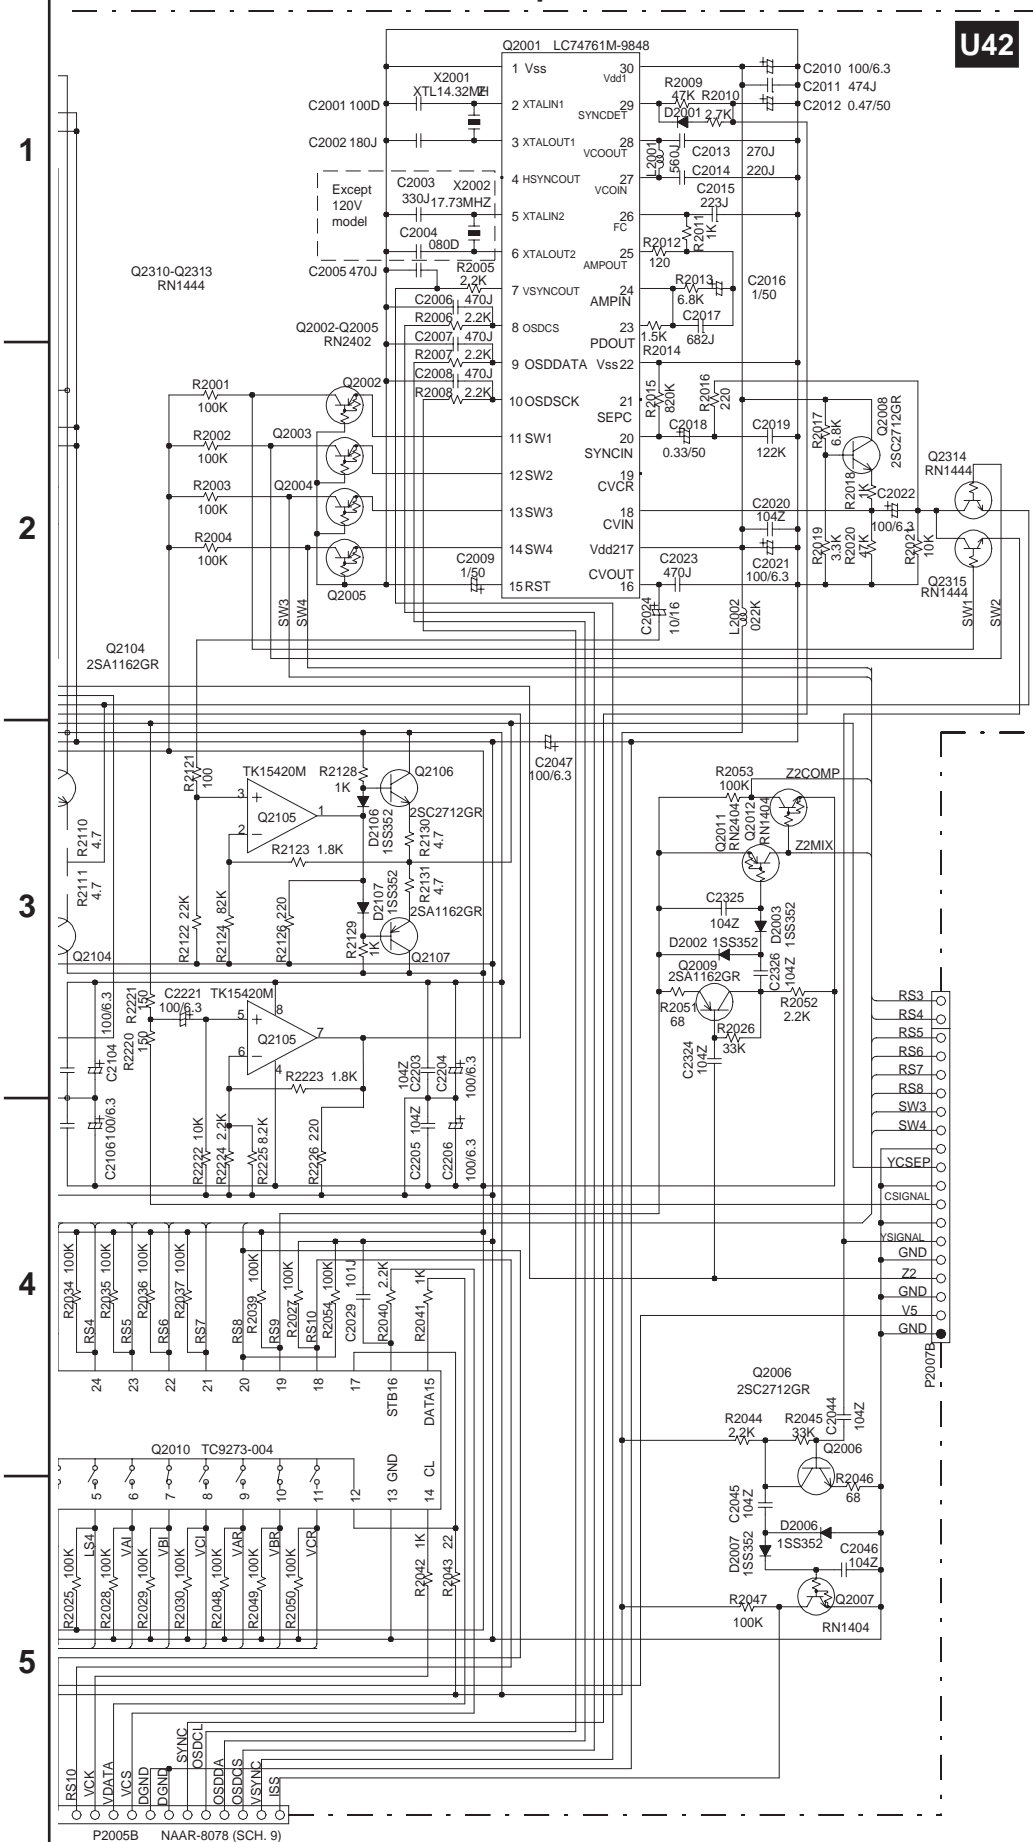 U42
Q2001 LC74761M-9848
1 Vss
30
Vdd1
C2010 100/6.3
X2001
R2009
C2011 474J
XTL14.32MH
47K
R2010
C2001 100D
2 XTALIN1
29
SYNCDET
D2001
2.7K
C2012 0.47/50
1
C2002 180J
3 XTALOUT1
28
VCOOUT
L2001
560J
C2013 270J
4 HSYNCOUT
27
VCOIN
C2014 220J
Except
120V
model
C2003
330J
X2002
17.73MHZ
C2015
223J
5 XTALIN2
26
FC
R2011
1K
C2004
080D
6 XTALOUT2
25
AMPOUT
R2012
120
Q2310-Q2313
RN1444
C2005 470J
R2005
2.2K
7 VSYNCOUT
24
AMPIN
R2013
6.8K
C2016
1/50
C2006 470J
R2006 2.2K
8 OSDCS
23
PDOUT
1.5K
R2014
C2017
682J
Q2002-Q2005
RN2402
C2007 470J
R2007 2.2K
9 OSDDATA
Vss22
C2008 470J
R2008 2.2K
10 OSDSCK
21
SEPC
R2015
820K
R2016
220
R2001
100K
Q2002
11 SW1
20
SYNCIN
C2018
0.33/50
C2019
122K
R2017
6.8K
Q2008
2SC2712GR
R2002
100K
Q2003
12 SW2
19
CVCR
Q2314
RN1444
R2003
100K
Q2004
13 SW3
18
CVIN
C2020
104Z
R2018
1K
C2022
100/6.3
2
R2004
100K
14 SW4
Vdd217
C2021
100/6.3
R2019
3.3K
R2020
47K
R2021
10K
Q2005
C2009
1/50
15 RST
CVOUT
16
C2023
470J
Q2315
RN1444
SW3
SW4
C2024
10/16
L2002
022K
SW1
SW2
Q2104
2SA1162GR
C2047
100/6.3
R2121
100
TK15420M
3
+
Q2105
1
2
−
R2128
1K
Q2106
2SC2712GR
D2106
1SS352
R2130
4.7
R2053
100K
Z2COMP
Q2011
RN2404
Q2012
RN1404
Z2MIX
R2110
4.7
R2111
4.7
R2123 1.8K
R2131
4.7
D2107
1SS352
2SA1162GR
3
R2122 22K
R2124 82K
R2126 220
R2129
1K
Q2107
Q2104
C2325
104Z
D2003
1SS352
D2002 1SS352
C2326
104Z
Q2009
2SA1162GR
R2051
68
R2052
2.2K
R2026
33K
C2324
104Z
C2104 100/6.3
R2221
150
R2220
150
C2221
100/6.3
TK15420M
5
+
8
Q2105
7
6
−
4
R2223 1.8K
C2203
104Z
C2204
100/6.3
C2106 100/6.3
R2222 10K
R2224 2.2K
R2225 8.2K
R2226 220
C2205 104Z
C2206
100/6.3
RS3
RS4
RS5
RS6
RS7
RS8
SW3
SW4
YCSEP
CSIGNAL
YSIGNAL
GND
Z2
GND
V5
GND
P2007B
4
R2034 100K
RS4
R2035 100K
RS5
R2036 100K
RS6
R2037 100K
RS7
RS8
R2039 100K
RS9
R2027 100K
RS10
R2054 100K
C2029 101J
R2040 2.2K
R2041 1K
24
23
22
21
20
19
18
17
STB16
DATA15
Q2010 TC9273-004
5
6
7
8
9
10
11
12
13 GND
14 CL
Q2006
2SC2712GR
R2044
2.2K
R2045
33K
C2044
104Z
Q2006
R2046
68
C2045
104Z
D2006
1SS352
D2007
1SS352
C2046
104Z
R2047
100K
Q2007
RN1404
R2025 100K
LS4
R2028 100K
VAI
R2029 100K
VBI
R2030 100K
VCI
R2048 100K
VAR
R2049 100K
VBR
R2050 100K
VCR
R2042 1K
R2043 22
5
RS10
VCK
VDATA
VCS
DGND
DGND
SYNC
OSDCL
OSDDA
OSDCS
VSYNC
ISS
P2005B NAAR-8078 (SCH. 9)